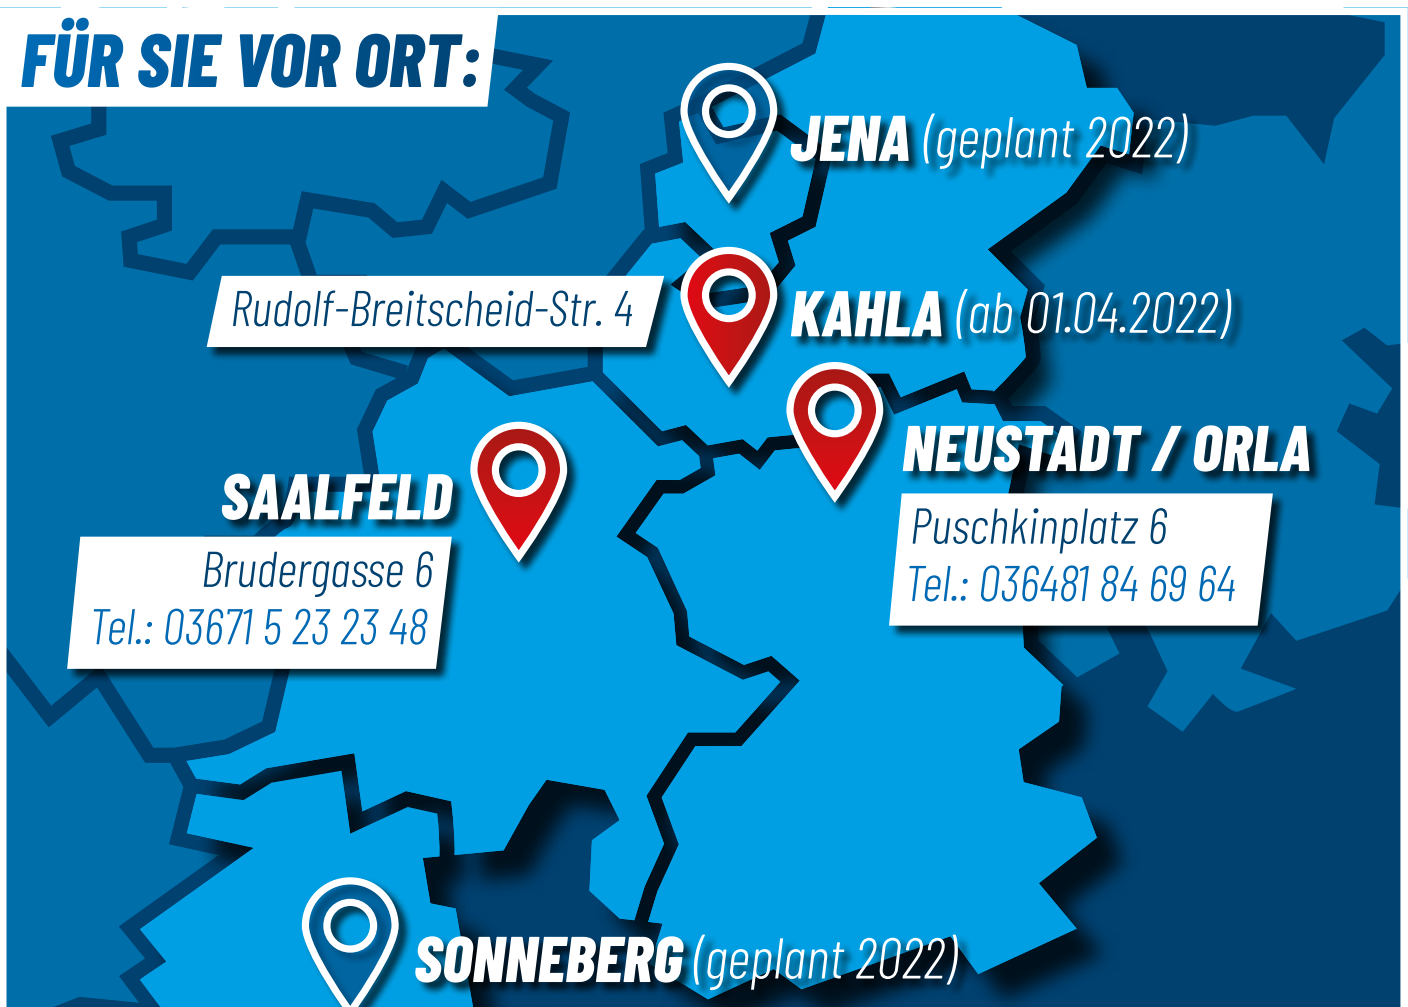 FÜR SIE VOR ORT:
JENA (geplant 2022)
Rudolf-Breitscheid-Str. 4
KAHLA (ab 01.04.2022)
NEUSTADT / ORLA
Puschkinplatz 6
Tel.: 036481 84 69 64
SAALFELD
Brudergasse 6
Tel.: 03671 5 23 23 48
SONNEBERG (geplant 2022)